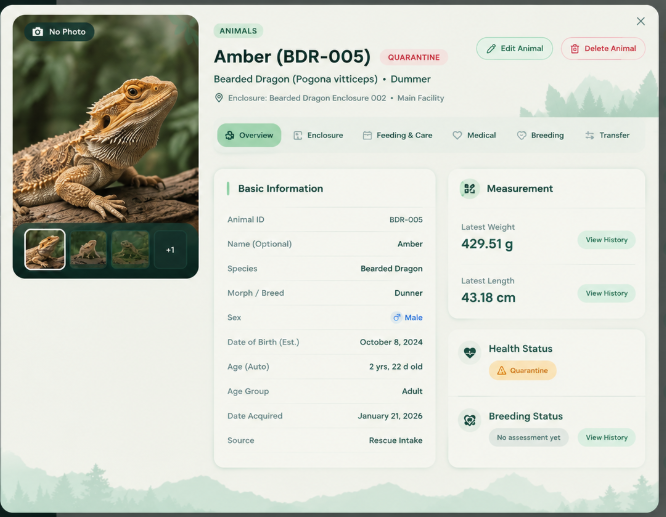 No Photo
+1
ANIMALS
Amber (BDR-005) QUARANTINE
Edit Animal
Delete Animal
Bearded Dragon (Pogona vitticeps) • Dummer
Enclosure: Bearded Dragon Enclosure 002 • Main Facility
Overview Enclosure Feeding & Care Medical Breeding Transfer
Basic Information
Animal ID BDR-005
Name (Optional) Amber
Species Bearded Dragon
Morph / Breed Dunner
Sex Male
Date of Birth (Est.) October 8, 2024
Age (Auto) 2 yrs, 22 d old
Age Group Adult
Date Acquired January 21, 2026
Source Rescue Intake
Measurement
Latest Weight
429.51 g View History
Latest Length
43.18 cm View History
Health Status
Quarantine
Breeding Status
No assessment yet View History